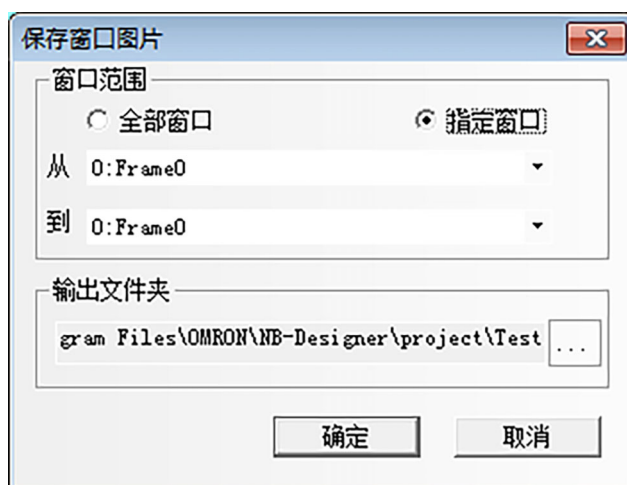 保存窗口图片
窗口范围
全部窗口 指定窗口
从 0:Frame0
到 0:Frame0
输出文件夹
gram Files\OMRON\NB-Designer\project\Test ...
确定 取消